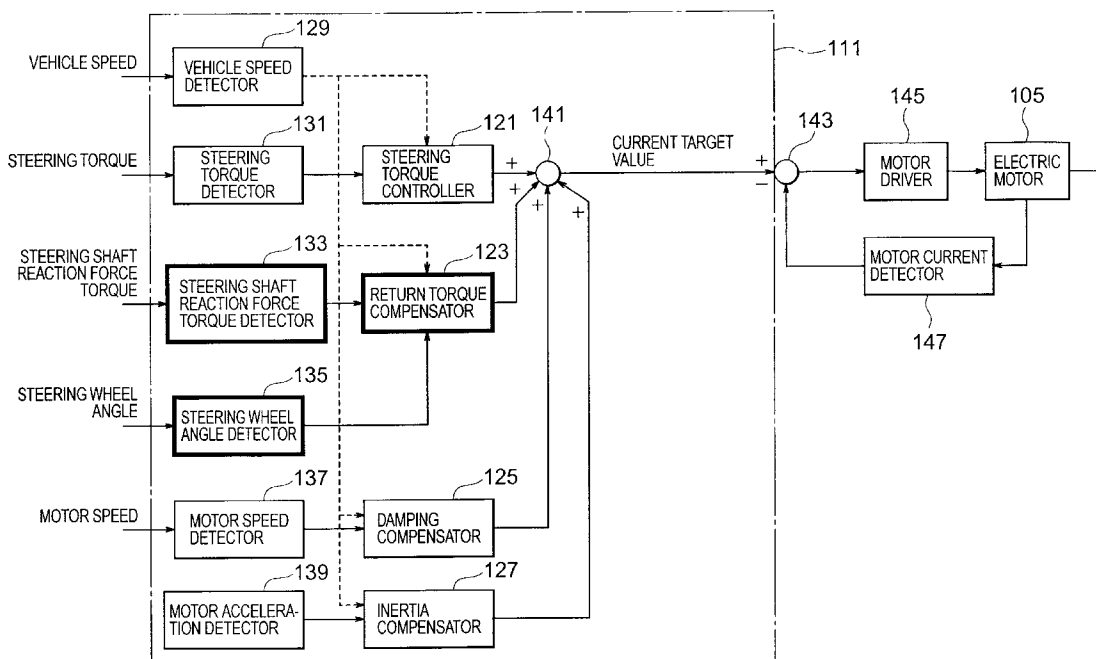 129
111
VEHICLE SPEED
VEHICLE SPEED
DETECTOR
131
121
141
CURRENT TARGET
VALUE
143
145
105
STEERING TORQUE
STEERING
TORQUE
DETECTOR
STEERING
TORQUE
CONTROLLER
+
+
+
+
+
−
MOTOR
DRIVER
ELECTRIC
MOTOR
STEERING SHAFT
REACTION FORCE
TORQUE
133
123
STEERING SHAFT
REACTION FORCE
TORQUE DETECTOR
RETURN TORQUE
COMPENSATOR
MOTOR CURRENT
DETECTOR
147
STEERING WHEEL
ANGLE
135
STEERING WHEEL
ANGLE DETECTOR
137
125
MOTOR SPEED
MOTOR SPEED
DETECTOR
DAMPING
COMPENSATOR
139
127
MOTOR ACCELERA-
TION DETECTOR
INERTIA
COMPENSATOR